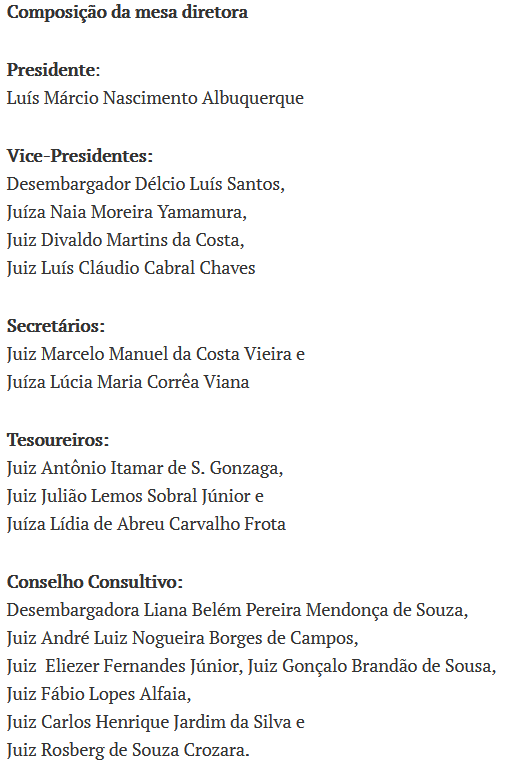 Composição da mesa diretora
Presidente:
Luís Márcio Nascimento Albuquerque
Vice-Presidentes:
Desembargador Délcio Luís Santos,
Juíza Naia Moreira Yamamura,
Juiz Divaldo Martins da Costa,
Juiz Luís Cláudio Cabral Chaves
Secretários:
Juiz Marcelo Manuel da Costa Vieira e
Juíza Lúcia Maria Corrêa Viana
Tesoureiros:
Juiz Antônio Itamar de S. Gonzaga,
Juiz Julião Lemos Sobral Júnior e
Juíza Lídia de Abreu Carvalho Frota
Conselho Consultivo:
Desembargadora Liana Belém Pereira Mendonça de Souza,
Juiz André Luiz Nogueira Borges de Campos,
Juiz  Eliezer Fernandes Júnior, Juiz Gonçalo Brandão de Sousa,
Juiz Fábio Lopes Alfaia,
Juiz Carlos Henrique Jardim da Silva e
Juiz Rosberg de Souza Crozara.